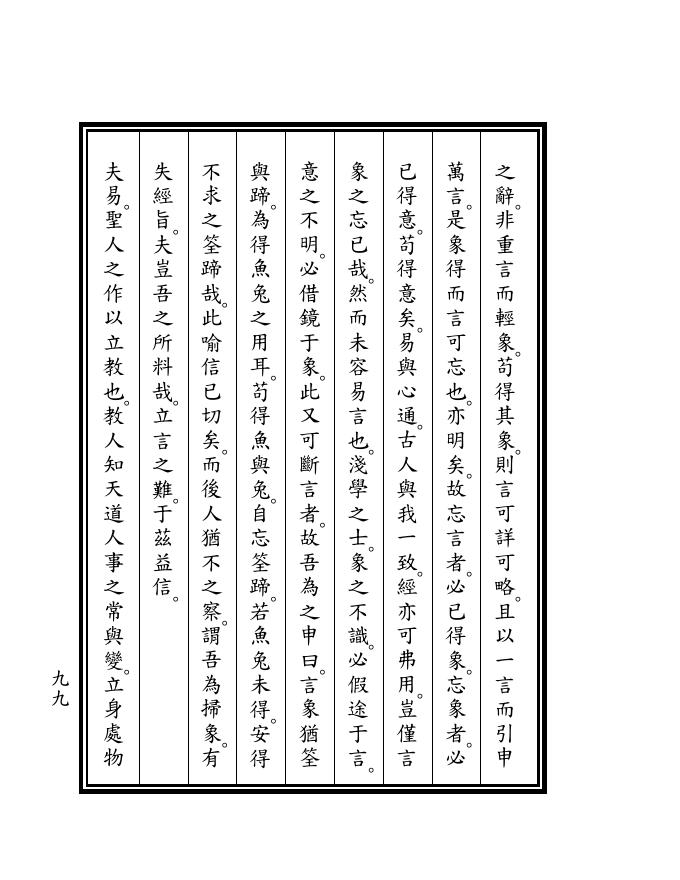 之辭。非重言而輕象。苟得其象。則言可詳可略。且以一言而引申
萬言。是象得而言可忘也。亦明矣。故忘言者。必已得象。忘象者。必
已得意。苟得意矣。易與心通。古人與我一致。經亦可弗用。豈僅言
象之忘已哉。然而未容易言也。淺學之士。象之不識。必假途于言。
意之不明。必借鏡于象。此又可斷言者。故吾為之申曰。言象猶筌
與蹄。為得魚兔之用耳。苟得魚與兔。自忘筌蹄。若魚兔未得。安得
不求之筌蹄哉。此喻信已切矣。而後人猶不之察。謂吾為掃象。有
失經旨。夫豈吾之所料哉。立言之難。于茲益信。
夫易。聖人之作以立教也。教人知天道人事之常與變。立身處物
九九